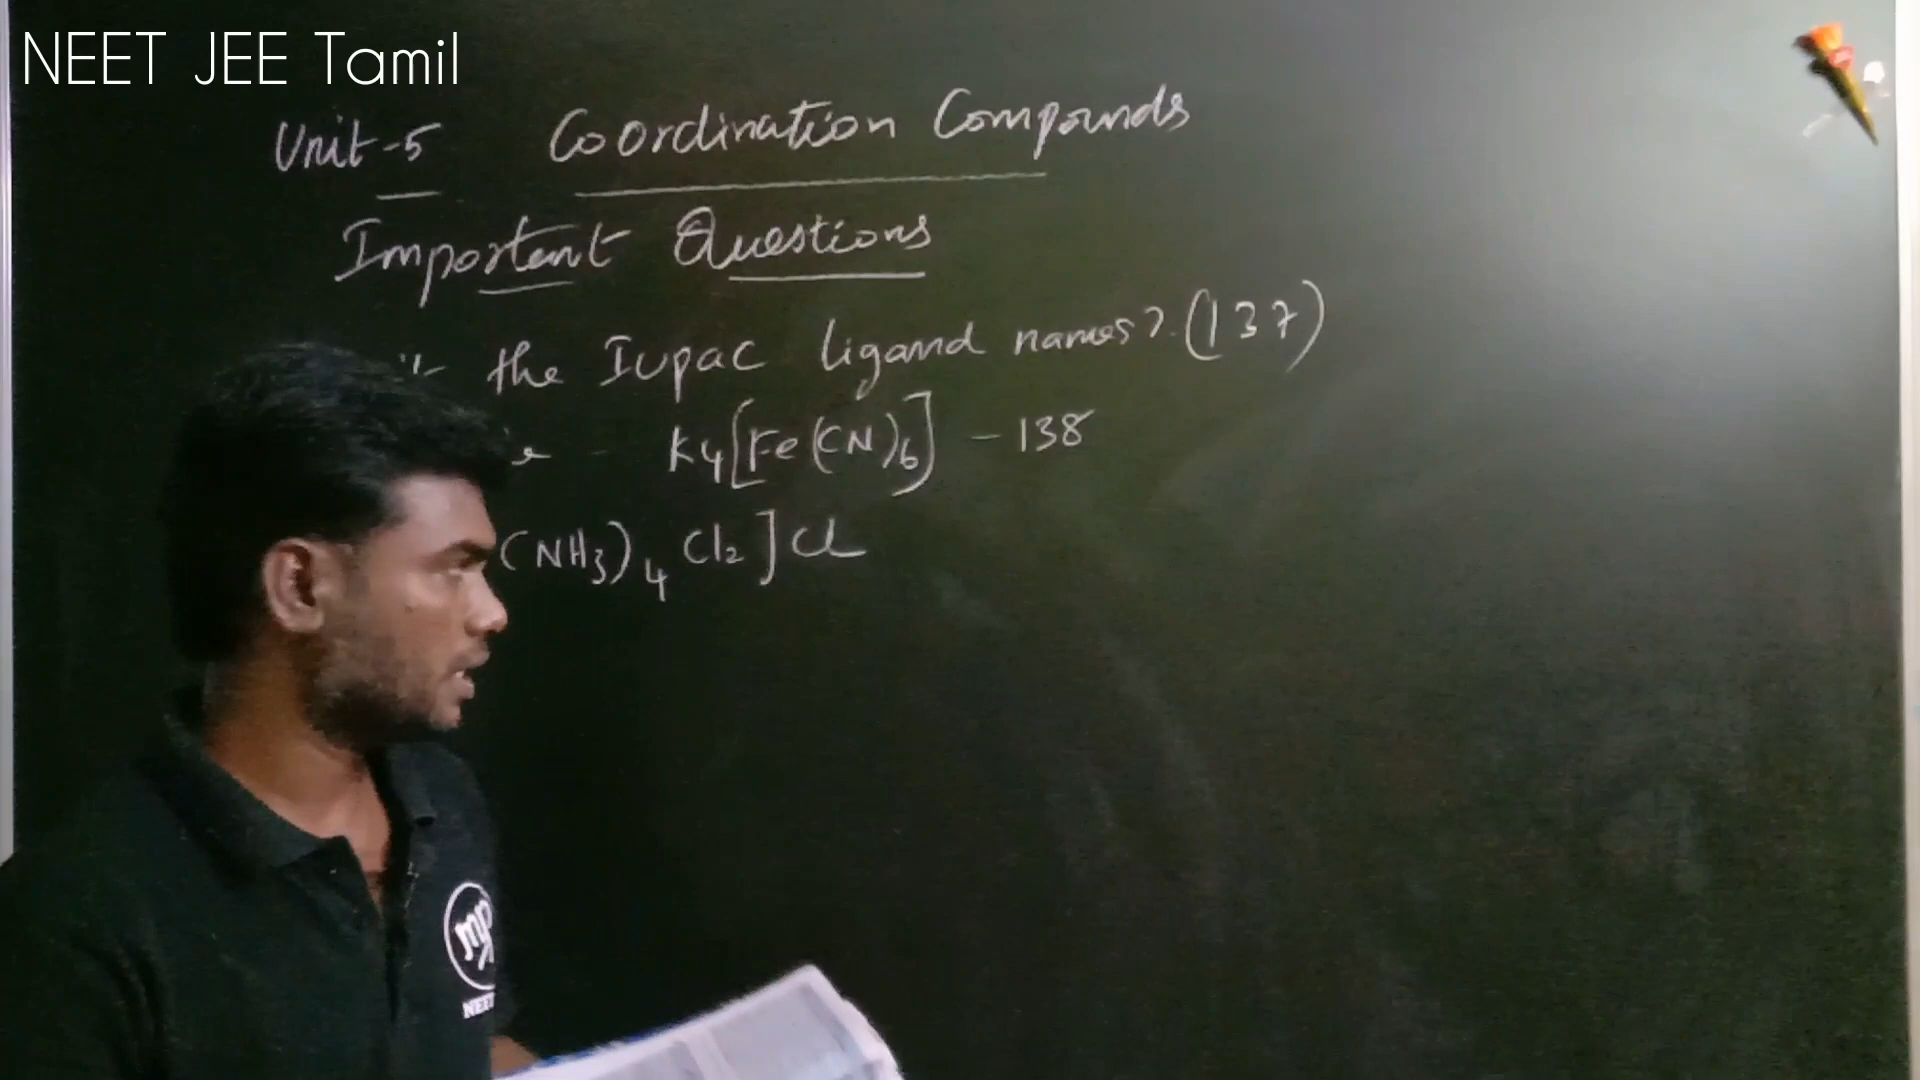 NEET JEE Tamil
Unit-5 Coordination Compounds
Important Questions
the Iupac ligand names? (137)
K4[Fe(CN)6] - 138
(NH3)4 Cl2]Cl
NEET